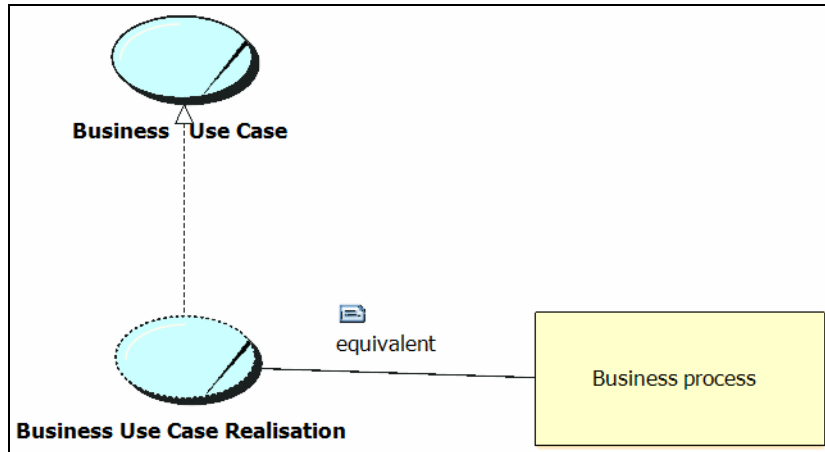 Business Use Case
equivalent
Business process
Business Use Case Realisation